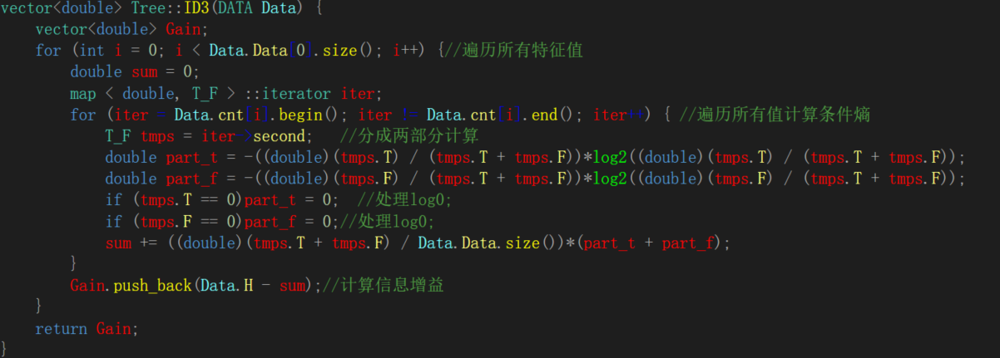 vector<double> Tree::ID3(DATA Data) {
    vector<double> Gain;
    for (int i = 0; i < Data.Data[0].size(); i++) {//遍历所有特征值
        double sum = 0;
        map < double, T_F > ::iterator iter;
        for (iter = Data.cnt[i].begin(); iter != Data.cnt[i].end(); iter++) { //遍历所有值计算条件熵
            T_F tmps = iter->second;   //分成两部分计算
            double part_t = -((double)(tmps.T) / (tmps.T + tmps.F))*log2((double)(tmps.T) / (tmps.T + tmps.F));
            double part_f = -((double)(tmps.F) / (tmps.T + tmps.F))*log2((double)(tmps.F) / (tmps.T + tmps.F));
            if (tmps.T == 0)part_t = 0;  //处理log0;
            if (tmps.F == 0)part_f = 0;//处理log0;
            sum += ((double)(tmps.T + tmps.F) / Data.Data.size())*(part_t + part_f);
        }
        Gain.push_back(Data.H - sum);//计算信息增益
    }
    return Gain;
}